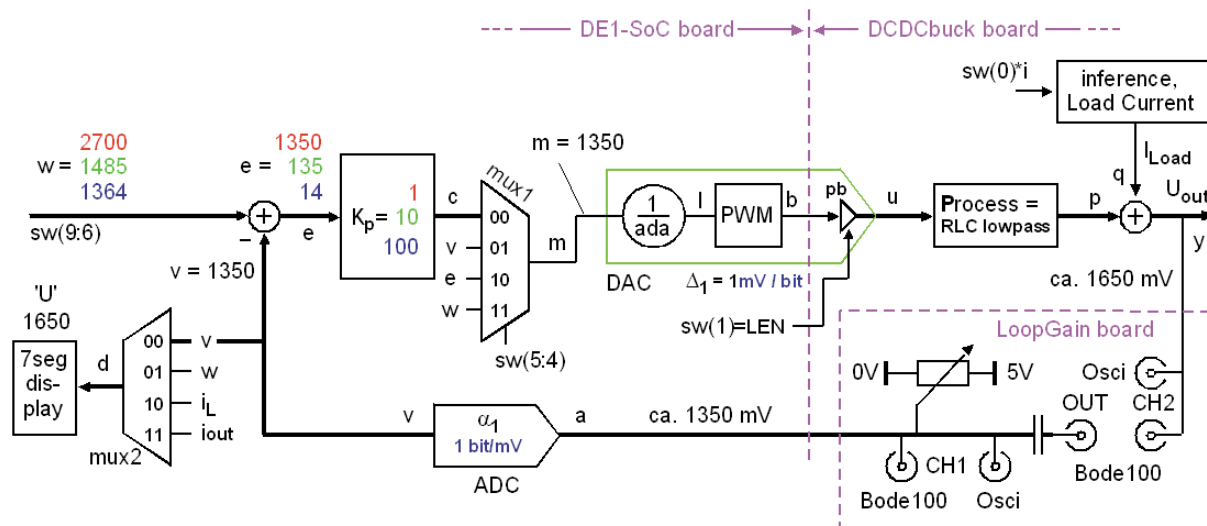 DE1-SoC board
DCDCbuck board
sw(0)*i
inference,
Load Current
2700
w = 1485
1364
1350
e = 135
14
m = 1350
I_Load
q
U_out
1
K_p = 10
100
mux1
c
00
v 01
e 10
w 11
m
1
ada
l
PWM
b
pb
u
Process =
RLC lowpass
p
+
y
+
−
e
sw(9:6)
v = 1350
DAC
Δ₁ = 1mV / bit
ca. 1650 mV
sw(1)=LEN
sw(5:4)
'U'
1650
7seg
dis-
play
d
00 v
01 w
10 i_L
11 iout
mux2
LoopGain board
0V
5V
Osci
CH2
OUT
v
α₁
1 bit/mV
a
ca. 1350 mV
ADC
CH1
Bode100
Osci
Bode100